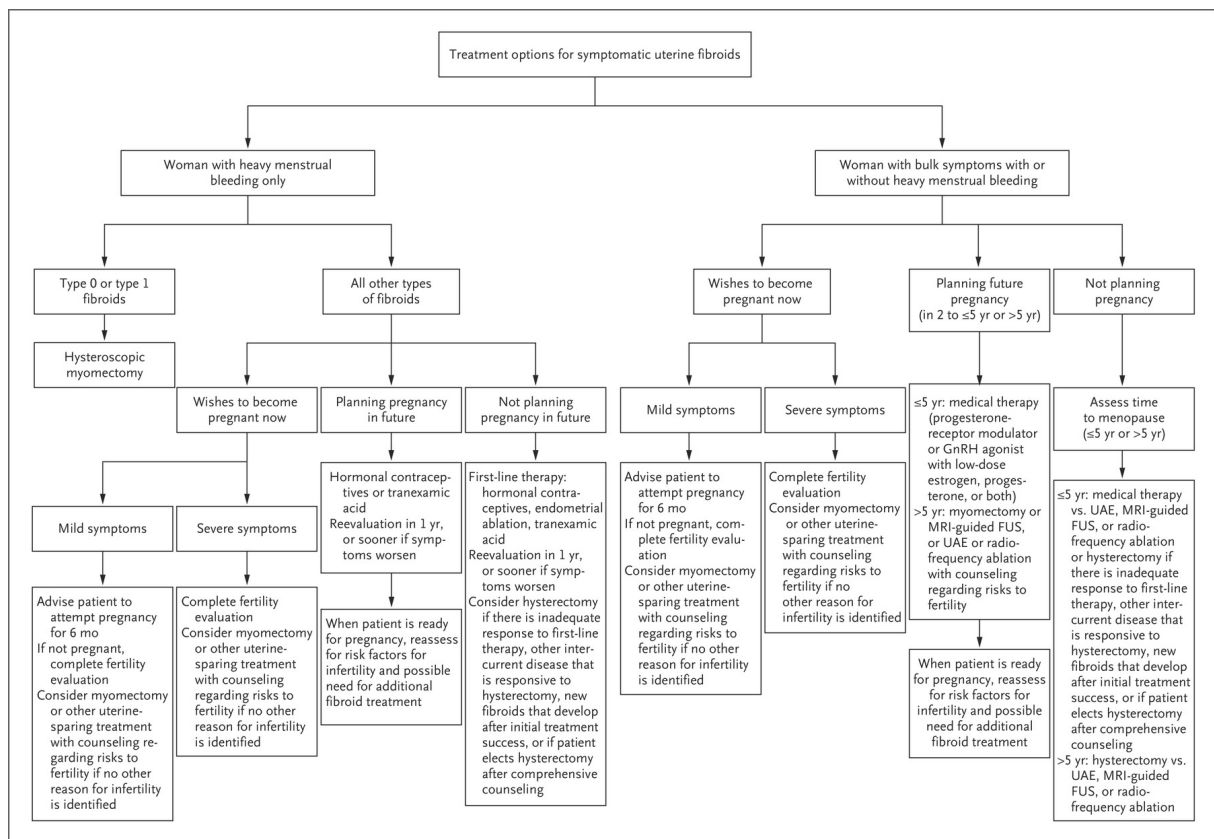 Treatment options for symptomatic uterine fibroids
Woman with heavy menstrual
bleeding only
Woman with bulk symptoms with or
without heavy menstrual bleeding
Type 0 or type 1
fibroids
All other types
of fibroids
Wishes to become
pregnant now
Planning future
pregnancy
(in 2 to ≤5 yr or >5 yr)
Not planning
pregnancy
Hysteroscopic
myomectomy
Wishes to become
pregnant now
Planning pregnancy
in future
Not planning
pregnancy in future
Mild symptoms
Severe symptoms
≤5 yr: medical therapy
(progesterone-
receptor modulator
or GnRH agonist
with low-dose
estrogen, proges-
terone, or both)
>5 yr: myomectomy or
MRI-guided FUS,
or UAE or radio-
frequency ablation
with counseling
regarding risks to
fertility
Assess time
to menopause
(≤5 yr or >5 yr)
Mild symptoms
Severe symptoms
Hormonal contracep-
tives or tranexamic
acid
Reevaluation in 1 yr,
or sooner if symp-
toms worsen
First-line therapy:
hormonal contra-
ceptives, endometrial
ablation, tranexamic
acid
Reevaluation in 1 yr,
or sooner if symp-
toms worsen
Consider hysterectomy
if there is inadequate
response to first-line
therapy, other inter-
current disease that
is responsive to
hysterectomy, new
fibroids that develop
after initial treatment
success, or if patient
elects hysterectomy
after comprehensive
counseling
Advise patient to
attempt pregnancy
for 6 mo
If not pregnant, com-
plete fertility evalu-
ation
Consider myomectomy
or other uterine-
sparing treatment
with counseling
regarding risks to
fertility if no other
reason for infertility
is identified
Complete fertility
evaluation
Consider myomectomy
or other uterine-
sparing treatment
with counseling
regarding risks to
fertility if no
other reason for
infertility is identified
≤5 yr: medical therapy
vs. UAE, MRI-guided
FUS, or radio-
frequency ablation
or hysterectomy if
there is inadequate
response to first-line
therapy, other inter-
current disease that
is responsive to
hysterectomy, new
fibroids that develop
after initial treatment
success, or if patient
elects hysterectomy
after comprehensive
counseling
>5 yr: hysterectomy vs.
UAE, MRI-guided
FUS, or radio-
frequency ablation
Advise patient to
attempt pregnancy
for 6 mo
If not pregnant,
complete fertility
evaluation
Consider myomectomy
or other uterine-
sparing treatment
with counseling re-
garding risks to
fertility if no other
reason for infertility
is identified
Complete fertility
evaluation
Consider myomectomy
or other uterine-
sparing treatment
with counseling
regarding risks to
fertility if no other
reason for infertility
is identified
When patient is ready
for pregnancy, reassess
for risk factors for
infertility and possible
need for additional
fibroid treatment
When patient is ready
for pregnancy, reassess
for risk factors for
infertility and possible
need for additional
fibroid treatment